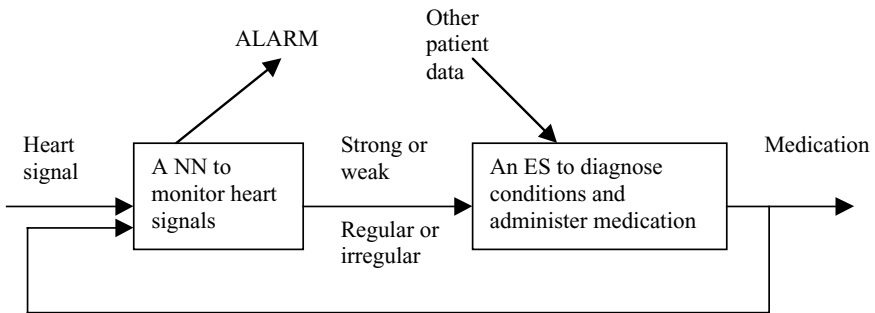 ALARM
Other
patient
data
Heart
signal
A NN to
monitor heart
signals
Strong or
weak
Regular or
irregular
An ES to diagnose
conditions and
administer medication
Medication